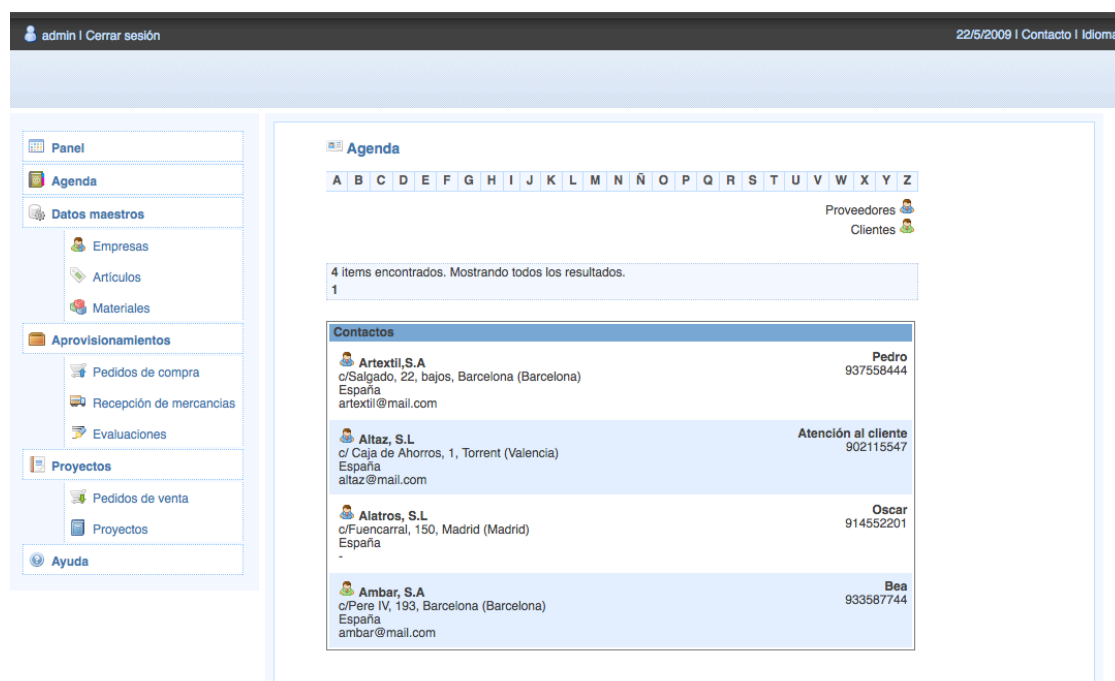 admin | Cerrar sesión
22/5/2009 | Contacto | Idioma
Panel
Agenda
Datos maestros
Empresas
Artículos
Materiales
Aprovisionamientos
Pedidos de compra
Recepción de mercancias
Evaluaciones
Proyectos
Pedidos de venta
Proyectos
Ayuda
Agenda
A B C D E F G H I J K L M N Ñ O P Q R S T U V W X Y Z
Proveedores
Clientes
4 items encontrados. Mostrando todos los resultados.
1
Contactos
Artextil,S.A
Pedro
c/Salgado, 22, bajos, Barcelona (Barcelona)
937558444
España
artextil@mail.com
Altaz, S.L
Atención al cliente
c/ Caja de Ahorros, 1, Torrent (Valencia)
902115547
España
altaz@mail.com
Alatros, S.L
Oscar
c/Fuencarral, 150, Madrid (Madrid)
914552201
España
-
Ambar, S.A
Bea
c/Pere IV, 193, Barcelona (Barcelona)
933587744
España
ambar@mail.com